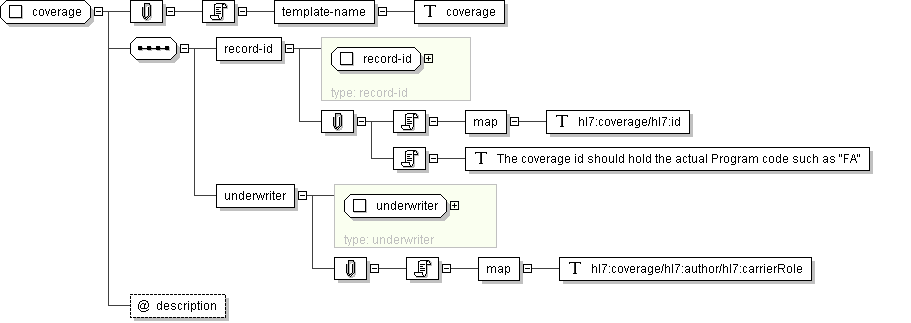 coverage
template-name
T coverage
record-id
record-id
type: record-id
map
T hl7:coverage/hl7:id
T The coverage id should hold the actual Program code such as "FA"
underwriter
underwriter
type: underwriter
map
T hl7:coverage/hl7:author/hl7:carrierRole
@ description